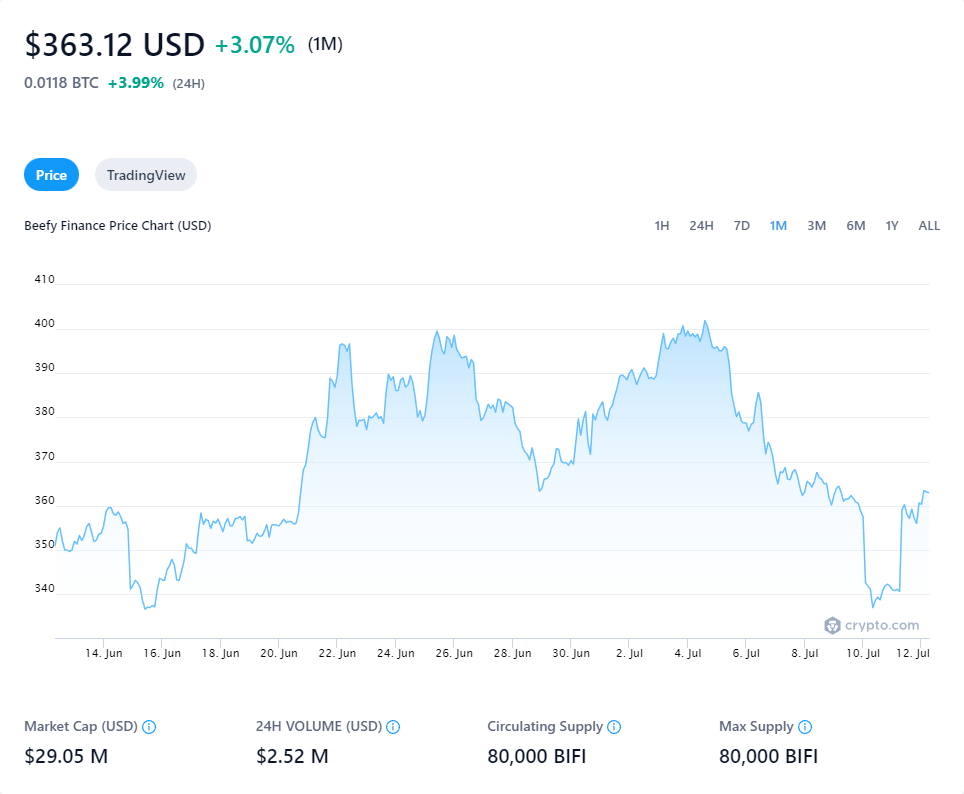 $363.12 USD +3.07% (1M)
0.0118 BTC +3.99% (24H)
Price TradingView
Beefy Finance Price Chart (USD) 1H 24H 7D 1M 3M 6M 1Y ALL
410
400
390
380
370
360
350
340
crypto.com
14. Jun 16. Jun 18. Jun 20. Jun 22. Jun 24. Jun 26. Jun 28. Jun 30. Jun 2. Jul 4. Jul 6. Jul 8. Jul 10. Jul 12. Jul
Market Cap (USD) 24H VOLUME (USD) Circulating Supply Max Supply
$29.05 M $2.52 M 80,000 BIFI 80,000 BIFI